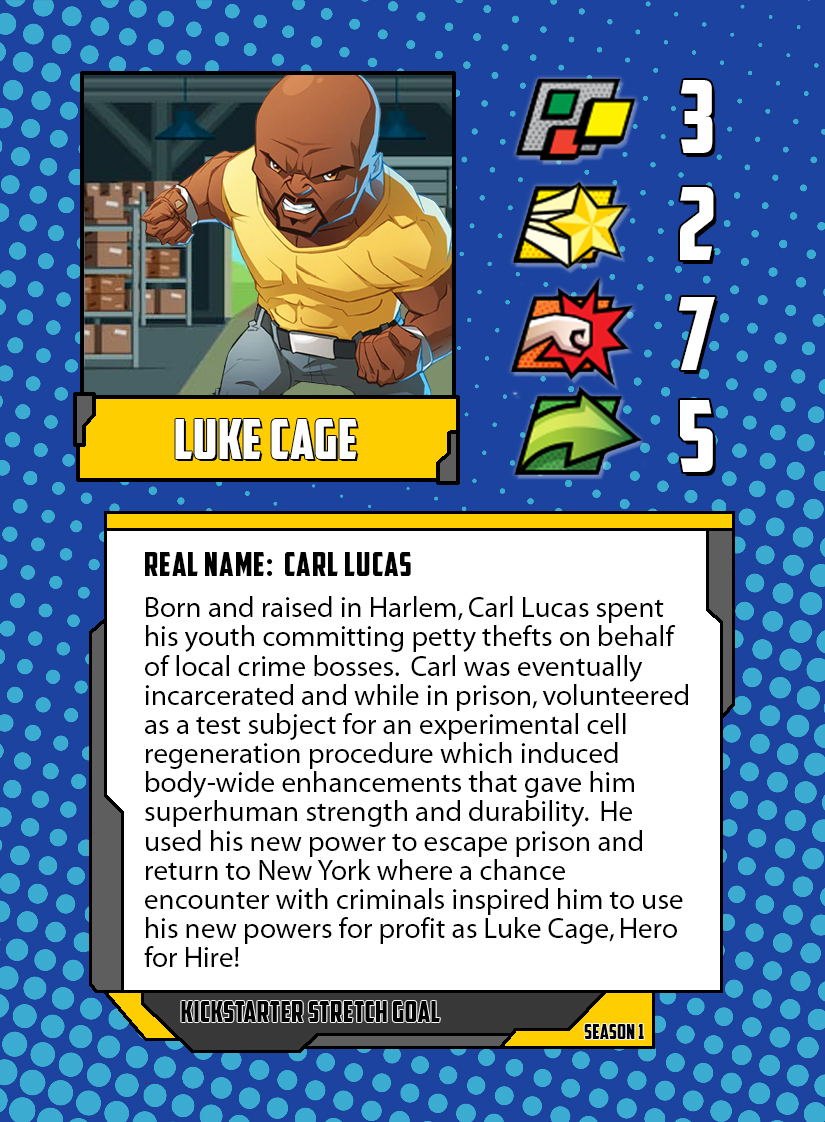 3
2
7
5
LUKE CAGE
REAL NAME: CARL LUCAS
Born and raised in Harlem, Carl Lucas spent
his youth committing petty thefts on behalf
of local crime bosses. Carl was eventually
incarcerated and while in prison, volunteered
as a test subject for an experimental cell
regeneration procedure which induced
body-wide enhancements that gave him
superhuman strength and durability. He
used his new power to escape prison and
return to New York where a chance
encounter with criminals inspired him to use
his new powers for profit as Luke Cage, Hero
for Hire!
KICKSTARTER STRETCH GOAL
SEASON 1